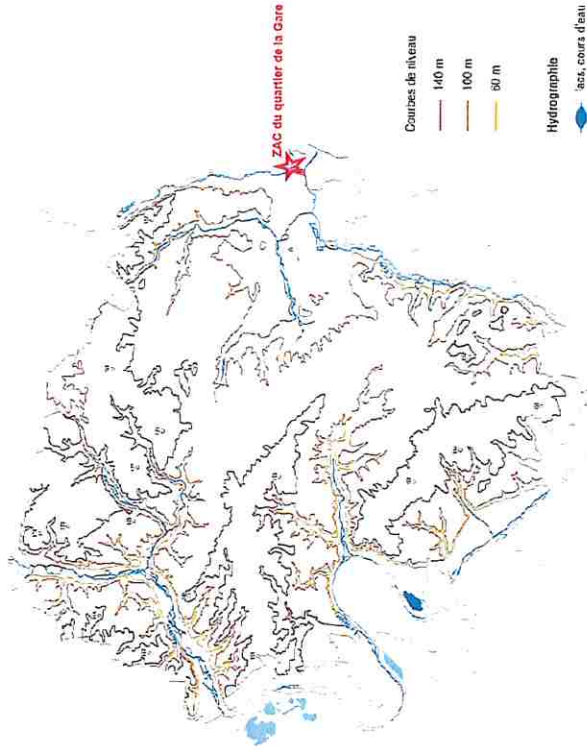 ZAC du quartier de la Gare
Courbes de niveau
140 m
100 m
60 m
Hydrographie
lacs, cours d'eau